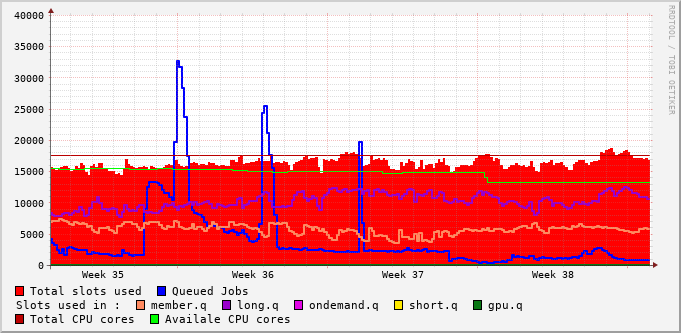 40000
35000
30000
25000
20000
15000
10000
5000
0
Week 35 Week 36 Week 37 Week 38
RRDTOOL / TOBI OETIKER
Total slots used Queued Jobs
Slots used in : member.q long.q ondemand.q short.q gpu.q
Total CPU cores Availale CPU cores